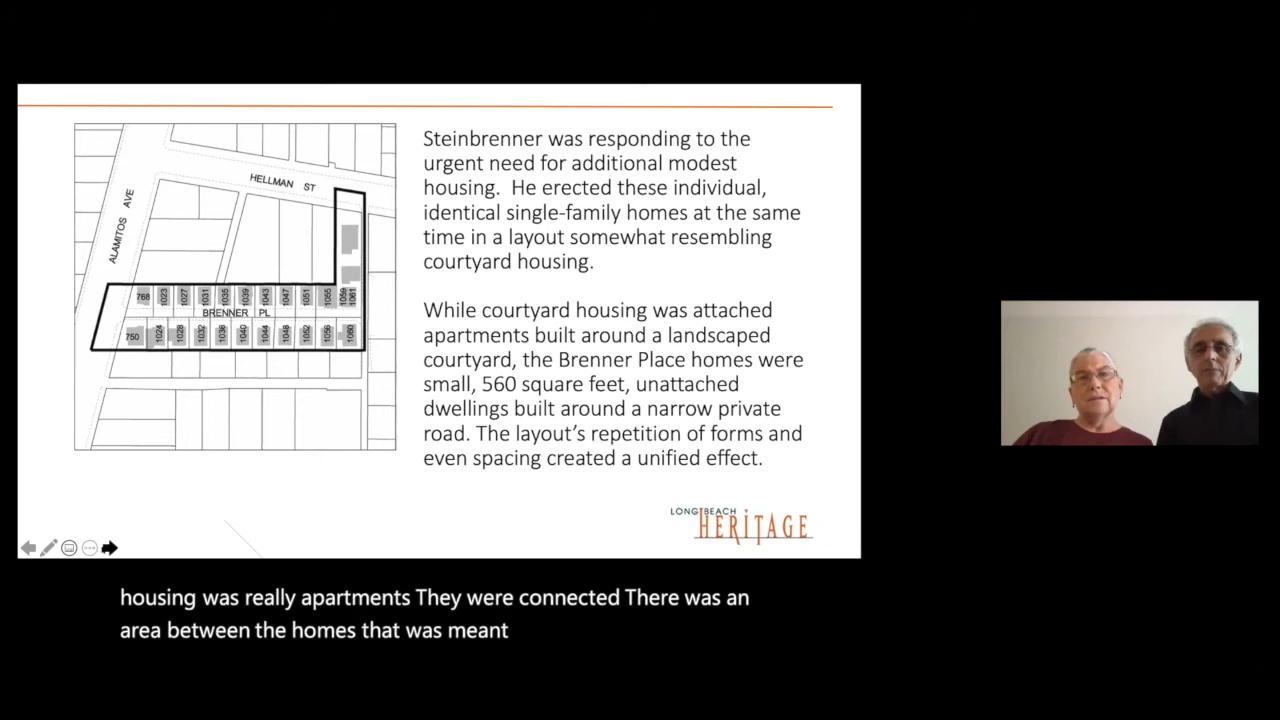 HELLMAN ST
ALAMITOS AVE
768 1023 1027 1031 1035 1039 1043 1047 1051 1055 1059 1061
BRENNER PL
750 1024 1028 1032 1036 1040 1044 1048 1052 1056 1060
Steinbrenner was responding to the
urgent need for additional modest
housing. He erected these individual,
identical single-family homes at the same
time in a layout somewhat resembling
courtyard housing.
While courtyard housing was attached
apartments built around a landscaped
courtyard, the Brenner Place homes were
small, 560 square feet, unattached
dwellings built around a narrow private
road. The layout’s repetition of forms and
even spacing created a unified effect.
LONG BEACH
HERITAGE
housing was really apartments They were connected There was an
area between the homes that was meant